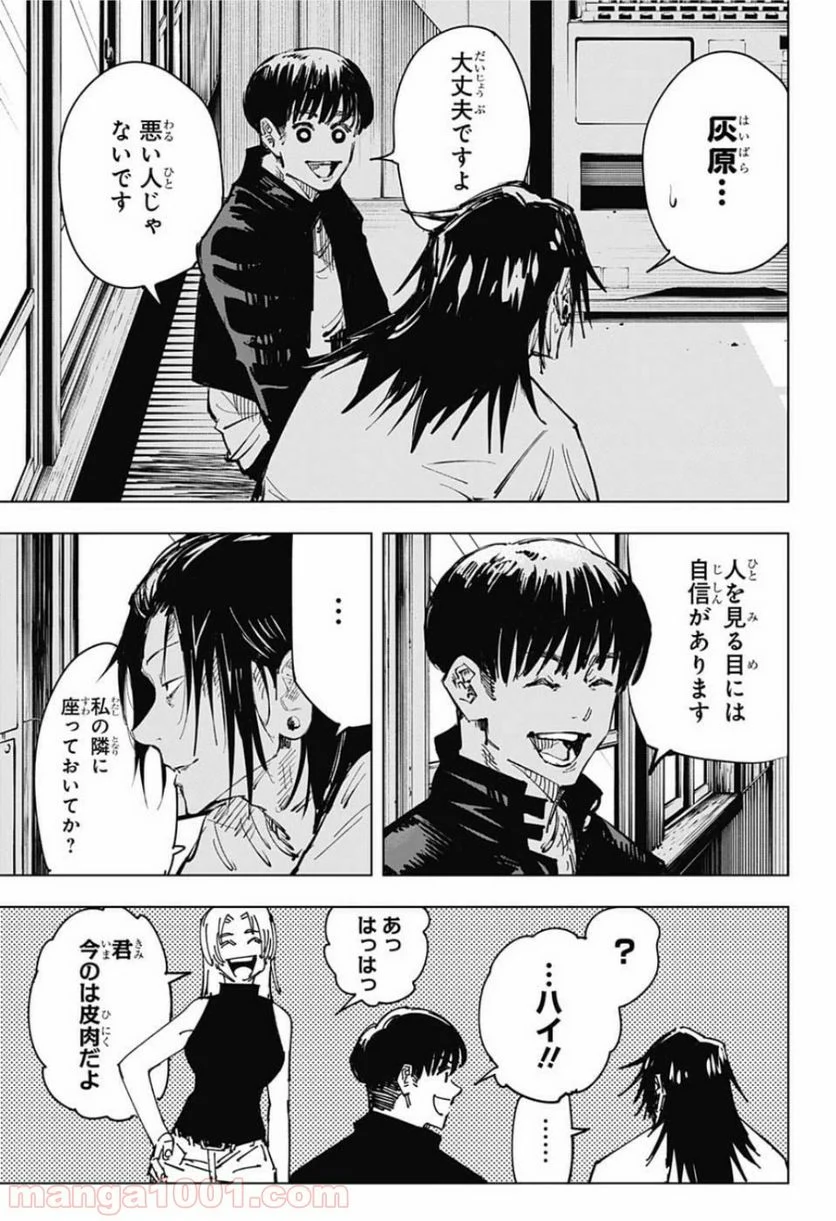 灰原…
大丈夫ですよ
悪い人じゃ
ないです
人を見る目には
自信があります
…
私の隣に
座っておいてか?
?
…ハイ!!
……
あっ
はっはっ
君
今のは皮肉だよ
manga1001.com